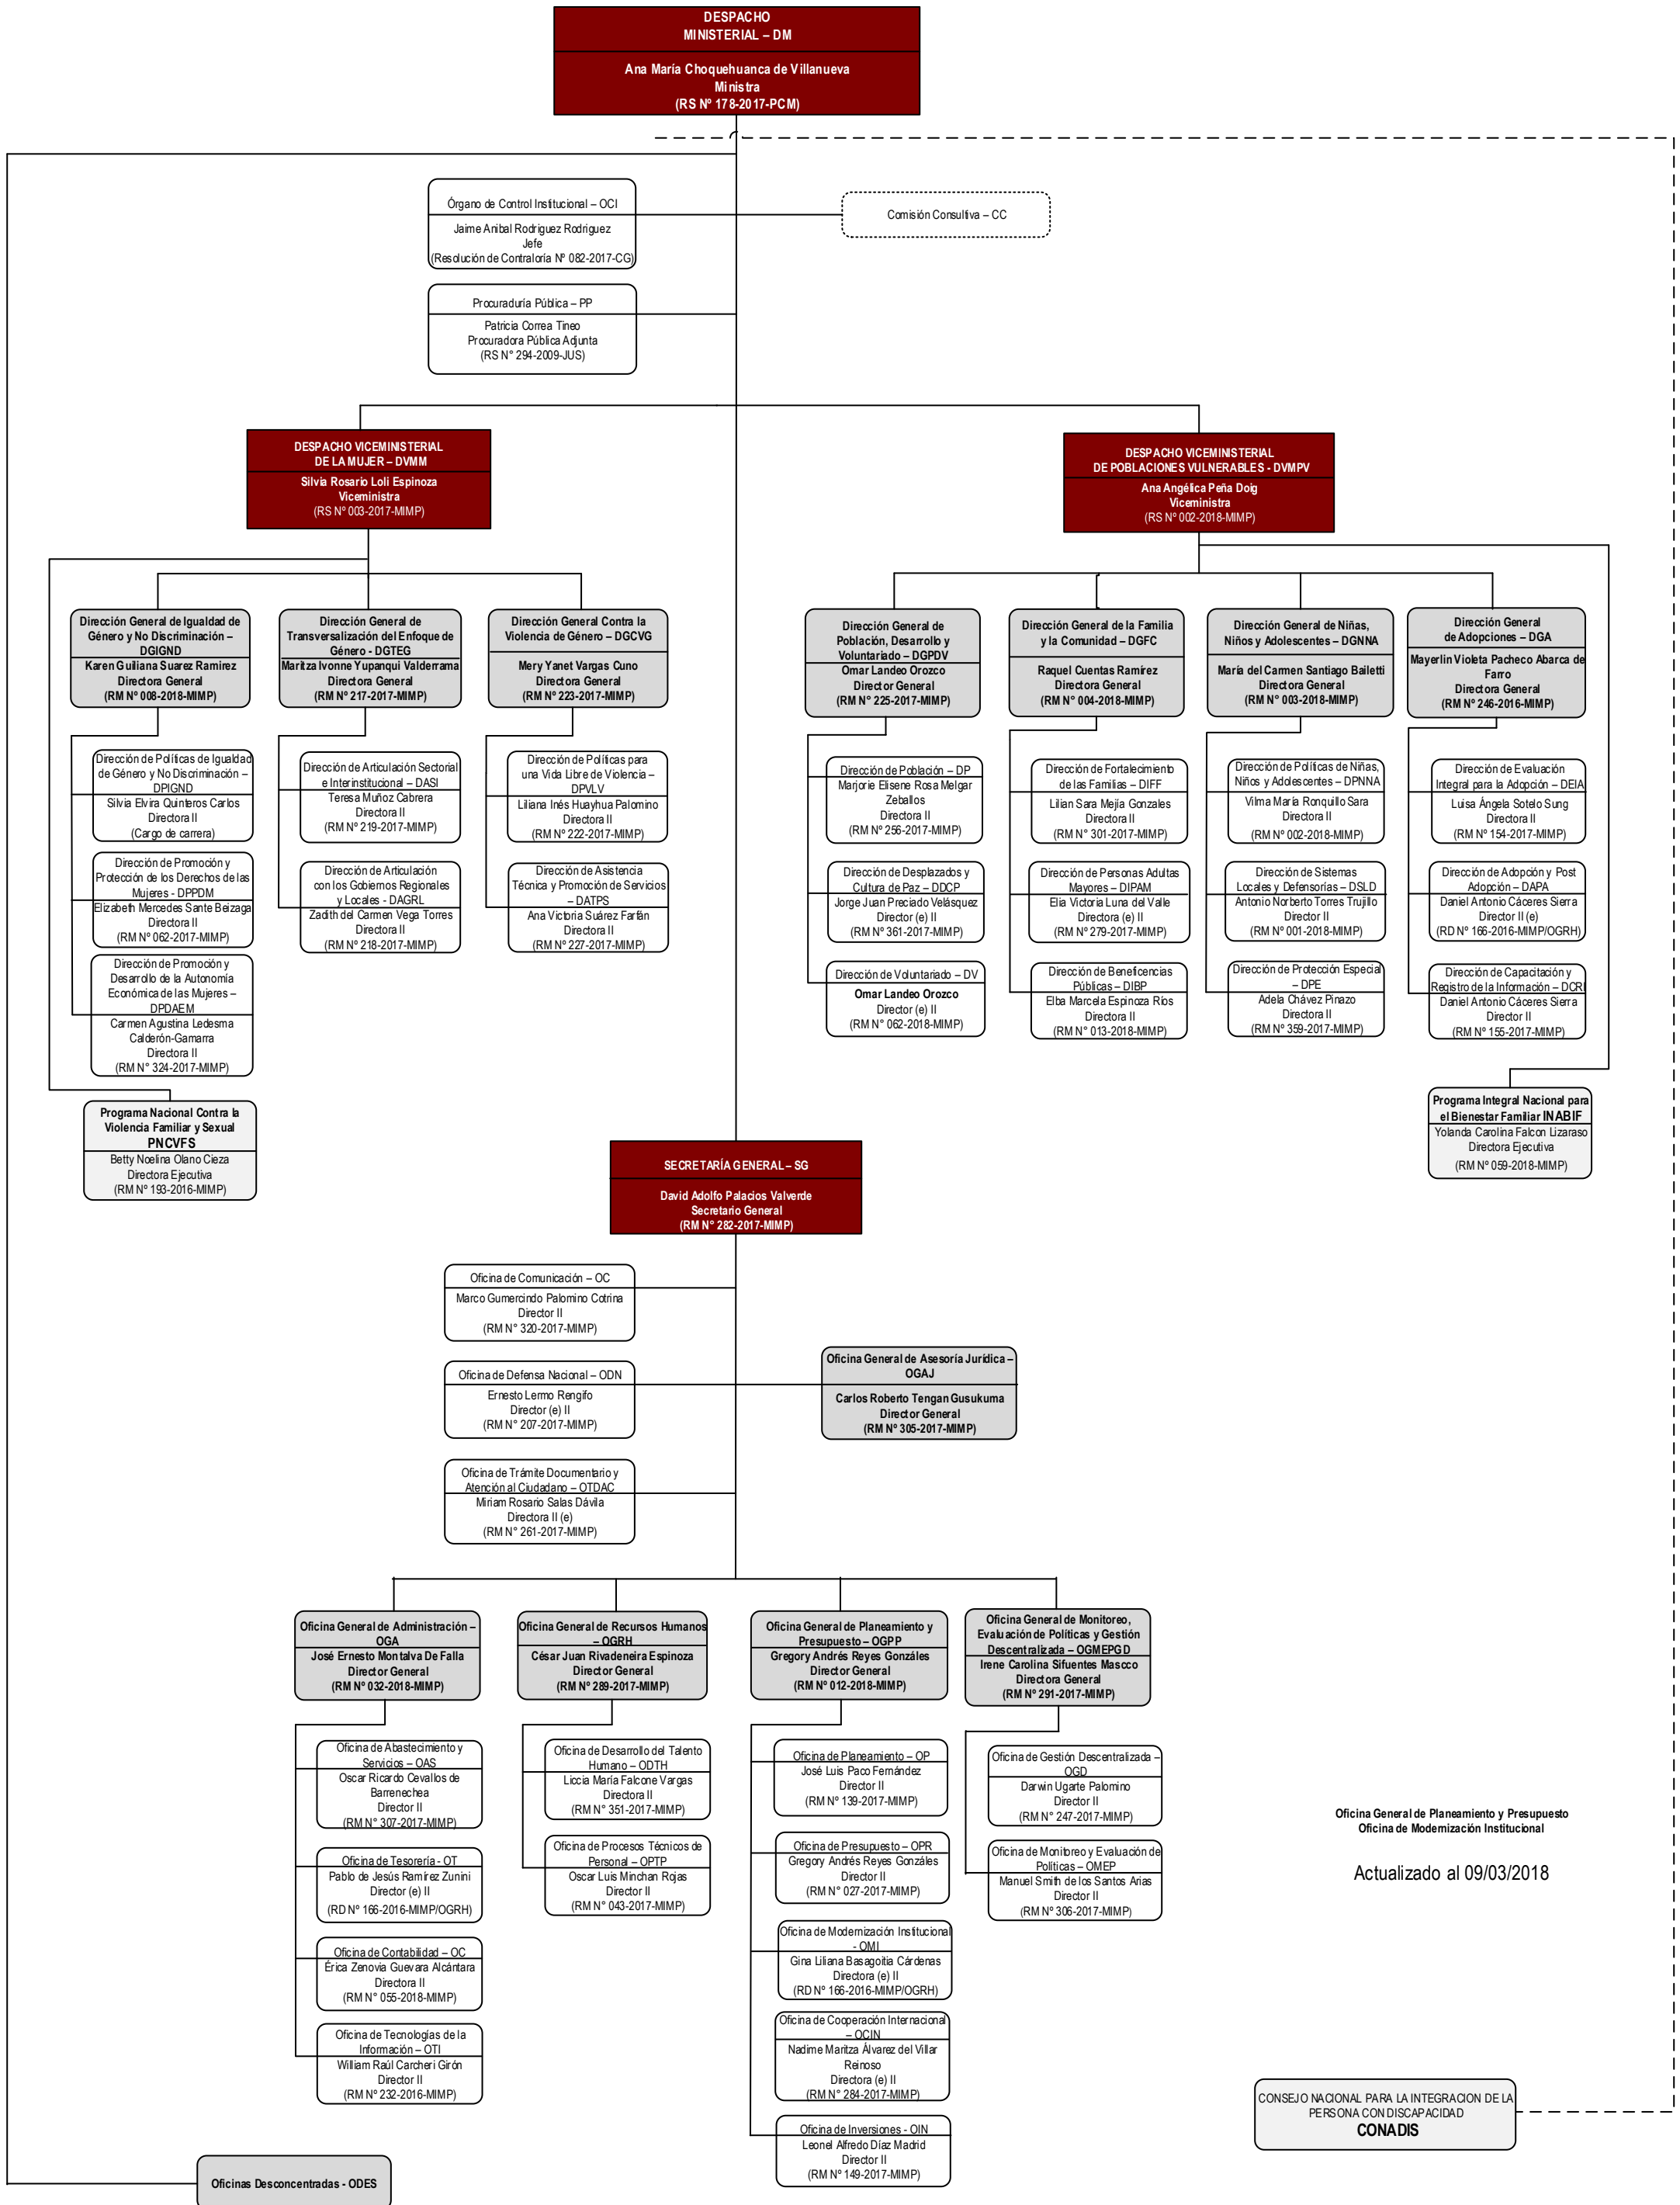 DESPACHO
MINISTERIAL – DM
Ana María Choquehuanca de Villanueva
Ministra
(RS Nº 178-2017-PCM)
Órgano de Control Institucional – OCI
Jaime Anibal Rodriguez Rodriguez
Jefe
(Resolución de Contraloría Nº 082-2017-CG)
Comisión Consultiva – CC
Procuraduría Pública – PP
Patricia Correa Tineo
Procuradora Pública Adjunta
(RS N° 294-2009-JUS)
DESPACHO VICEMINISTERIAL
DE LA MUJER – DVMM
Silvia Rosario Loli Espinoza
Viceministra
(RS Nº 003-2017-MIMP)
DESPACHO VICEMINISTERIAL
DE POBLACIONES VULNERABLES - DVMPV
Ana Angélica Peña Doig
Viceministra
(RS Nº 002-2018-MIMP)
Dirección General de Igualdad de
Género y No Discriminación –
DGIGND
Karen Guiliana Suarez Ramirez
Directora General
(RM Nº 008-2018-MIMP)
Dirección General de
Transversalización del Enfoque de
Género - DGTEG
Maritza Ivonne Yupanqui Valderrama
Directora General
(RM Nº 217-2017-MIMP)
Dirección General Contra la
Violencia de Género – DGCVG
Mery Yanet Vargas Cuno
Directora General
(RM Nº 223-2017-MIMP)
Dirección General de
Población, Desarrollo y
Voluntariado – DGPDV
Omar Landeo Orozco
Director General
(RM N° 225-2017-MIMP)
Dirección General de la Familia
y la Comunidad – DGFC
Raquel Cuentas Ramírez
Directora General
(RM N° 004-2018-MIMP)
Dirección General de Niñas,
Niños y Adolescentes – DGNNA
María del Carmen Santiago Bailetti
Directora General
(RM Nº 003-2018-MIMP)
Dirección General
de Adopciones – DGA
Mayerlin Violeta Pacheco Abarca de
Farro
Directora General
(RM Nº 246-2016-MIMP)
Dirección de Políticas de Igualdad
de Género y No Discriminación –
DPIGND
Silvia Elvira Quinteros Carlos
Directora II
(Cargo de carrera)
Dirección de Articulación Sectorial
e Interinstitucional – DASI
Teresa Muñoz Cabrera
Directora II
(RM N° 219-2017-MIMP)
Dirección de Políticas para
una Vida Libre de Violencia –
DPVLV
Liliana Inés Huayhua Palomino
Directora II
(RM N° 222-2017-MIMP)
Dirección de Población – DP
Marjorie Elisene Rosa Melgar
Zeballos
Directora II
(RM N° 256-2017-MIMP)
Dirección de Fortalecimiento
de las Familias – DIFF
Lilian Sara Mejía Gonzales
Directora II
(RM N° 301-2017-MIMP)
Dirección de Políticas de Niñas,
Niños y Adolescentes – DPNNA
Vilma María Ronquillo Sara
Directora II
(RM N° 002-2018-MIMP)
Dirección de Evaluación
Integral para la Adopción – DEIA
Luisa Ángela Sotelo Sung
Directora II
(RM N° 154-2017-MIMP)
Dirección de Promoción y
Protección de los Derechos de las
Mujeres - DPPDM
Elizabeth Mercedes Sante Beizaga
Directora II
(RM N° 062-2017-MIMP)
Dirección de Articulación
con los Gobiernos Regionales
y Locales - DAGRL
Zadith del Carmen Vega Torres
Directora II
(RM N° 218-2017-MIMP)
Dirección de Asistencia
Técnica y Promoción de Servicios
– DATPS
Ana Victoria Suárez Farfán
Directora II
(RM N° 227-2017-MIMP)
Dirección de Desplazados y
Cultura de Paz – DDCP
Jorge Juan Preciado Velásquez
Director (e) II
(RM N° 361-2017-MIMP)
Dirección de Personas Adultas
Mayores – DIPAM
Elia Victoria Luna del Valle
Directora (e) II
(RM N° 279-2017-MIMP)
Dirección de Sistemas
Locales y Defensorías – DSLD
Antonio Norberto Torres Trujillo
Director II
(RM N° 001-2018-MIMP)
Dirección de Adopción y Post
Adopción – DAPA
Daniel Antonio Cáceres Sierra
Director II (e)
(RD Nº 166-2016-MIMP/OGRH)
Dirección de Promoción y
Desarrollo de la Autonomía
Económica de las Mujeres –
DPDAEM
Carmen Agustina Ledesma
Calderón-Gamarra
Directora II
(RM N° 324-2017-MIMP)
Dirección de Voluntariado – DV
Omar Landeo Orozco
Director (e) II
(RM N° 062-2018-MIMP)
Dirección de Beneficencias
Públicas – DIBP
Elba Marcela Espinoza Ríos
Directora II
(RM N° 013-2018-MIMP)
Dirección de Protección Especial
– DPE
Adela Chávez Pinazo
Directora II
(RM N° 359-2017-MIMP)
Dirección de Capacitación y
Registro de la Información – DCRI
Daniel Antonio Cáceres Sierra
Director II
(RM N° 155-2017-MIMP)
Programa Nacional Contra la
Violencia Familiar y Sexual
PNCVFS
Betty Noelina Olano Cieza
Directora Ejecutiva
(RM Nº 193-2016-MIMP)
Programa Integral Nacional para
el Bienestar Familiar INABIF
Yolanda Carolina Falcon Lizaraso
Directora Ejecutiva
(RM Nº 059-2018-MIMP)
SECRETARÍA GENERAL – SG
David Adolfo Palacios Valverde
Secretario General
(RM N° 282-2017-MIMP)
Oficina de Comunicación – OC
Marco Gumercindo Palomino Cotrina
Director II
(RM N° 320-2017-MIMP)
Oficina de Defensa Nacional – ODN
Ernesto Lermo Rengifo
Director (e) II
(RM N° 207-2017-MIMP)
Oficina General de Asesoría Jurídica –
OGAJ
Carlos Roberto Tengan Gusukuma
Director General
(RM Nº 305-2017-MIMP)
Oficina de Trámite Documentario y
Atención al Ciudadano – OTDAC
Miriam Rosario Salas Dávila
Directora II (e)
(RM N° 261-2017-MIMP)
Oficina General de Administración –
OGA
José Ernesto Montalva De Falla
Director General
(RM Nº 032-2018-MIMP)
Oficina General de Recursos Humanos
– OGRH
César Juan Rivadeneira Espinoza
Director General
(RM N° 289-2017-MIMP)
Oficina General de Planeamiento y
Presupuesto – OGPP
Gregory Andrés Reyes Gonzáles
Director General
(RM Nº 012-2018-MIMP)
Oficina General de Monitoreo,
Evaluación de Políticas y Gestión
Descentralizada – OGMEPGD
Irene Carolina Sifuentes Mascco
Directora General
(RM N° 291-2017-MIMP)
Oficina de Abastecimiento y
Servicios – OAS
Oscar Ricardo Cevallos de
Barrenechea
Director II
(RM N° 307-2017-MIMP)
Oficina de Desarrollo del Talento
Humano – ODTH
Liccia María Falcone Vargas
Directora II
(RM N° 351-2017-MIMP)
Oficina de Planeamiento – OP
José Luis Paco Fernández
Director II
(RM N° 139-2017-MIMP)
Oficina de Gestión Descentralizada –
OGD
Darwin Ugarte Palomino
Director II
(RM N° 247-2017-MIMP)
Oficina de Tesorería - OT
Pablo de Jesús Ramírez Zunini
Director (e) II
(RD Nº 166-2016-MIMP/OGRH)
Oficina de Procesos Técnicos de
Personal – OPTP
Oscar Luis Minchan Rojas
Director II
(RM N° 043-2017-MIMP)
Oficina de Presupuesto – OPR
Gregory Andrés Reyes Gonzáles
Director II
(RM N° 027-2017-MIMP)
Oficina de Monitoreo y Evaluación de
Políticas – OMEP
Manuel Smith de los Santos Arias
Director II
(RM N° 306-2017-MIMP)
Oficina de Contabilidad – OC
Érica Zenovia Guevara Alcántara
Directora II
(RM N° 055-2018-MIMP)
Oficina de Modernización Institucional
- OMI
Gina Liliana Basagoitia Cárdenas
Directora (e) II
(RD Nº 166-2016-MIMP/OGRH)
Oficina de Tecnologías de la
Información – OTI
William Raúl Carcheri Girón
Director II
(RM N° 232-2016-MIMP)
Oficina de Cooperación Internacional
– OCIN
Nadime Maritza Álvarez del Villar
Reinoso
Directora (e) II
(RM N° 284-2017-MIMP)
Oficina de Inversiones - OIN
Leonel Alfredo Díaz Madrid
Director II
(RM Nº 149-2017-MIMP)
Oficina General de Planeamiento y Presupuesto
Oficina de Modernización Institucional
Actualizado al 09/03/2018
CONSEJO NACIONAL PARA LA INTEGRACION DE LA
PERSONA CON DISCAPACIDAD
CONADIS
Oficinas Desconcentradas - ODES